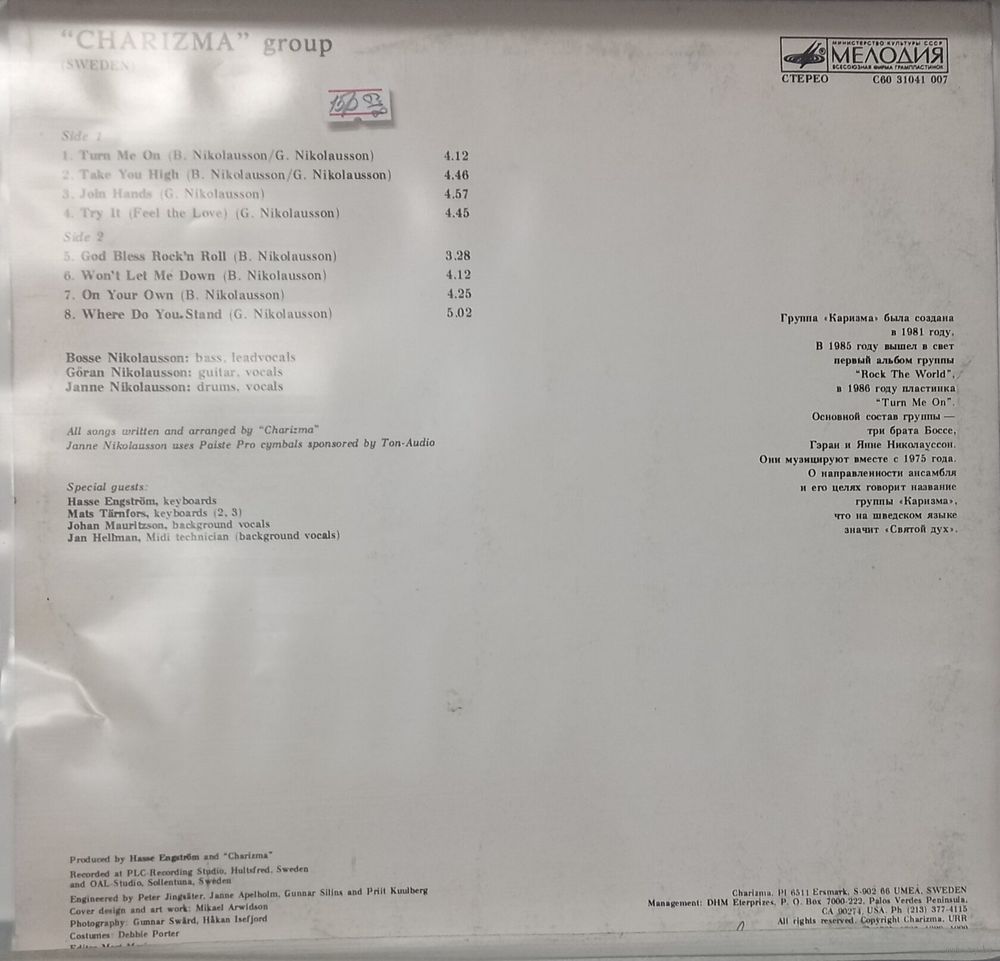 "CHARIZMA" group
(SWEDEN)
МИНИСТЕРСТВО КУЛЬТУРЫ СССР
МЕЛОДИЯ
ВСЕСОЮЗНАЯ ФИРМА ГРАМПЛАСТИНОК
СТЕРЕО С60 31041 007
Side 1
1. Turn Me On (B. Nikolausson/G. Nikolausson) 4.12
2. Take You High (B. Nikolausson/G. Nikolausson) 4.46
3. Join Hands (G. Nikolausson) 4.57
4. Try It (Feel the Love) (G. Nikolausson) 4.45
Side 2
5. God Bless Rock'n Roll (B. Nikolausson) 3.28
6. Won't Let Me Down (B. Nikolausson) 4.12
7. On Your Own (B. Nikolausson) 4.25
8. Where Do You Stand (G. Nikolausson) 5.02
Bosse Nikolausson: bass, leadvocals
Göran Nikolausson: guitar, vocals
Janne Nikolausson: drums, vocals
All songs written and arranged by "Charizma"
Janne Nikolausson uses Paiste Pro cymbals sponsored by Ton-Audio
Special guests:
Hasse Engström, keyboards
Mats Tärnfors, keyboards (2, 3)
Johan Mauritzson, background vocals
Jan Hellman, Midi technician (background vocals)
Группа «Каризма» была создана
в 1981 году.
В 1985 году вышел в свет
первый альбом группы
"Rock The World",
в 1986 году пластинка
"Turn Me On".
Основной состав группы —
три брата Боссе,
Гэран и Янне Николауссон.
Они музицируют вместе с 1975 года.
О направленности ансамбля
и его целях говорит название
группы «Каризма»,
что на шведском языке
значит «Святой дух».
Produced by Hasse Engström and "Charizma"
Recorded at PLC-Recording Studio, Hultsfred, Sweden
and OAL-Studio, Sollentuna, Sweden
Engineered by Peter Jingsäter, Janne Apelholm, Gunnar Silins and Priit Kuulberg
Cover design and art work: Mikael Arwidson
Photography: Gunnar Swärd, Håkan Isefjord
Costumes: Debbie Porter
Charizma, Pl 6511 Ersmark, S-902 66 UMEÅ, SWEDEN
Management: DHM Eterprizes, P. O. Box 7000-222, Palos Verdes Peninsula,
CA 90274, USA. Ph (213) 377-4115
All rights reserved. Copyright Charizma, URR